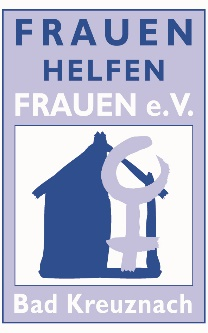 FRAUEN
HELFEN
FRAUEN e.V.
Bad Kreuznach